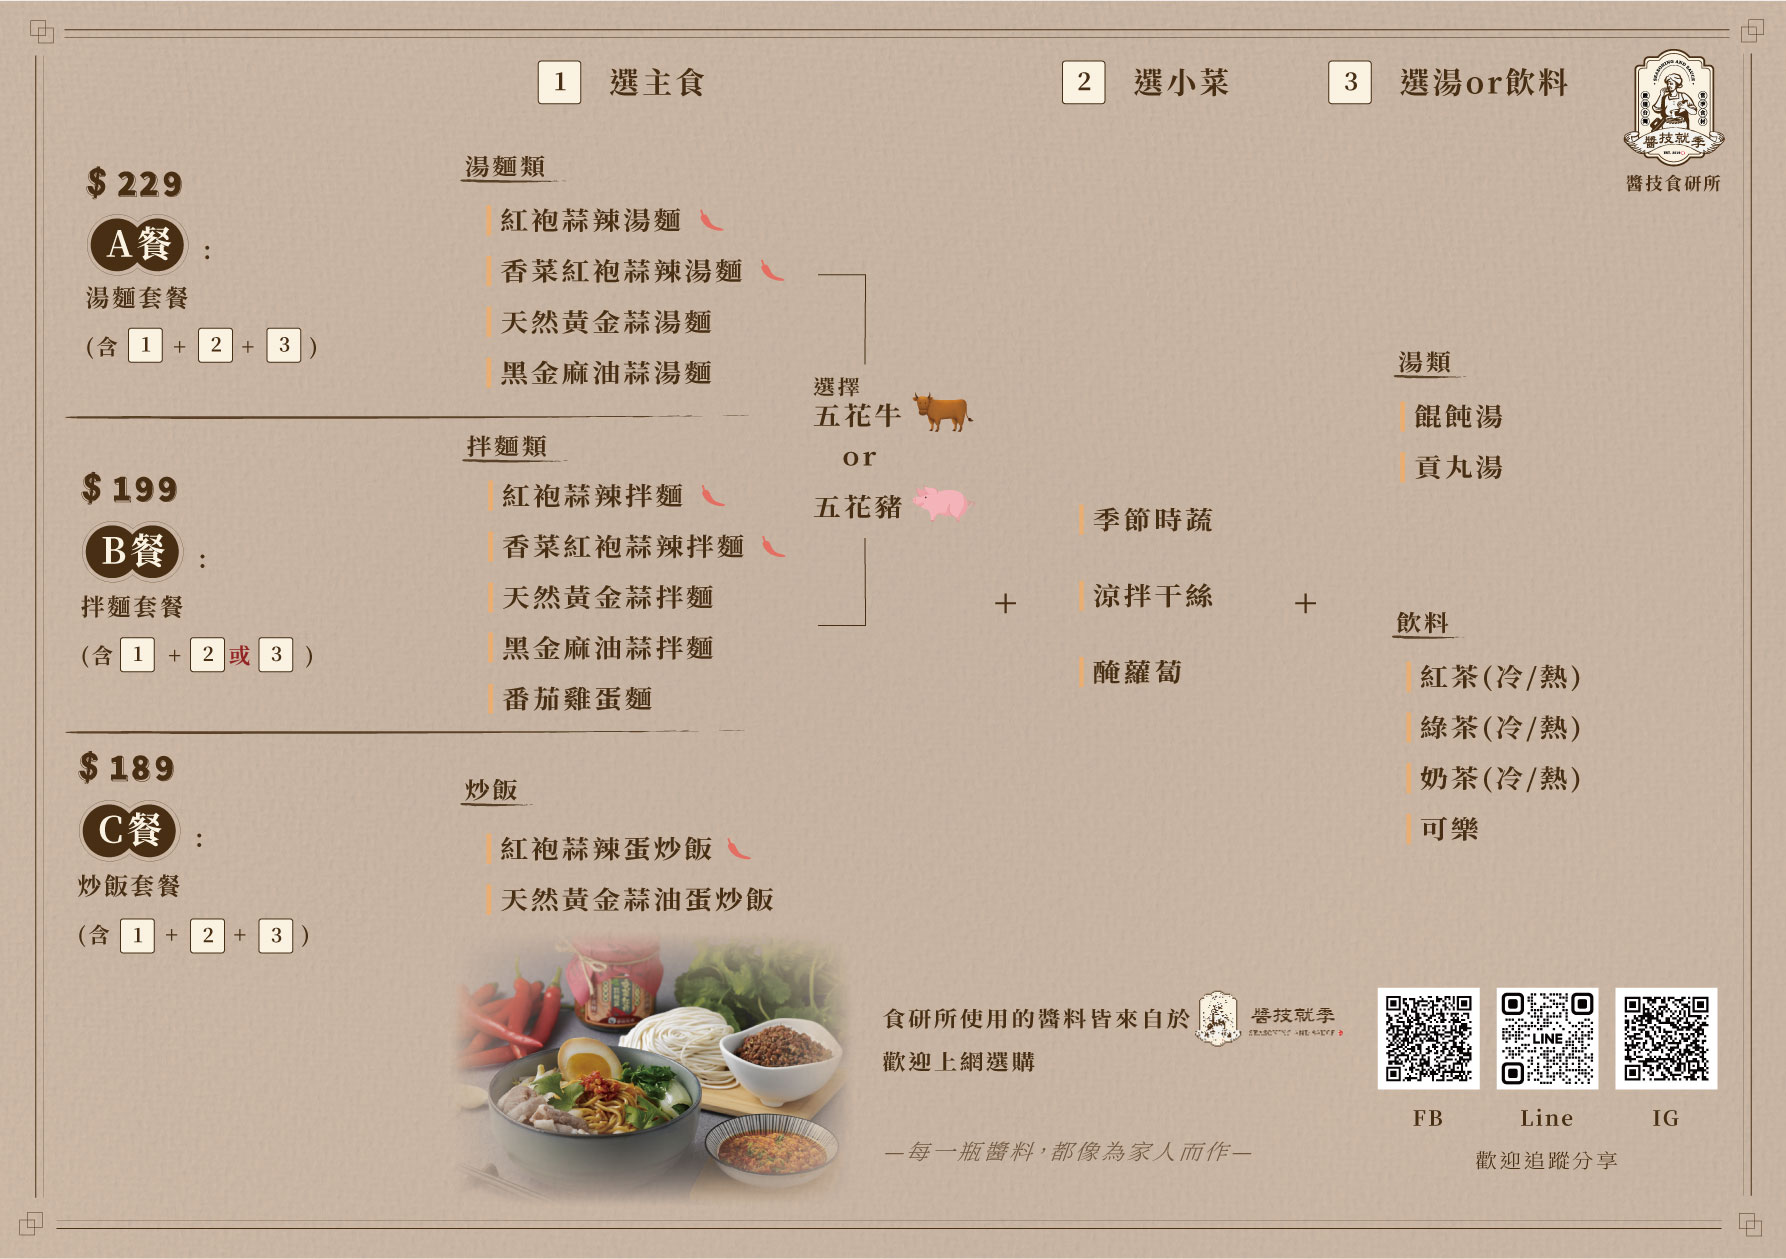 1 選主食
2 選小菜
3 選湯or飲料
醬技就季
醬技食研所
$ 229
A餐 :
湯麵套餐
(含 1 + 2 + 3 )
湯麵類
紅袍蒜辣湯麵
香菜紅袍蒜辣湯麵
天然黃金蒜湯麵
黑金麻油蒜湯麵
$ 199
B餐 :
拌麵套餐
(含 1 + 2 或 3 )
拌麵類
紅袍蒜辣拌麵
香菜紅袍蒜辣拌麵
天然黃金蒜拌麵
黑金麻油蒜拌麵
番茄雞蛋麵
選擇
五花牛
or
五花豬
$ 189
C餐 :
炒飯套餐
(含 1 + 2 + 3 )
炒飯
紅袍蒜辣蛋炒飯
天然黃金蒜油蛋炒飯
+
季節時蔬
涼拌干絲
醃蘿蔔
+
湯類
餛飩湯
貢丸湯
飲料
紅茶(冷/熱)
綠茶(冷/熱)
奶茶(冷/熱)
可樂
食研所使用的醬料皆來自於 醬技就季
歡迎上網選購
—每一瓶醬料,都像為家人而作—
LINE
FB
Line
IG
歡迎追蹤分享